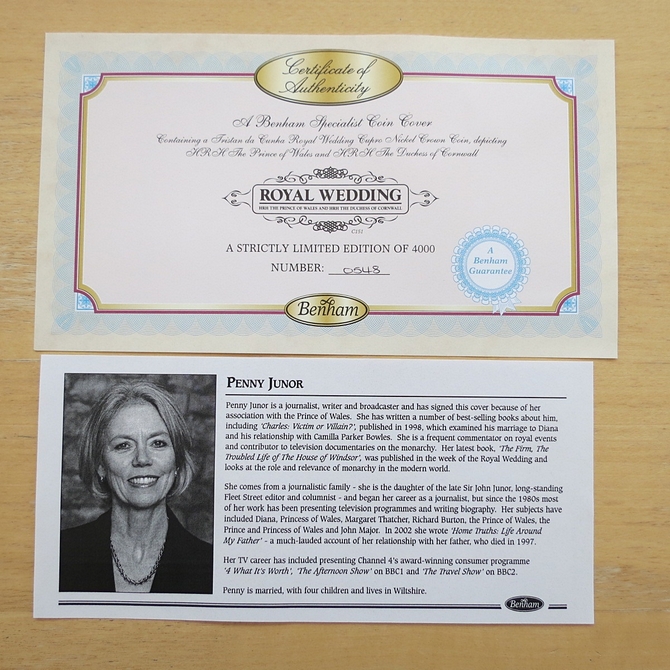 Certificate of
Authenticity
A Benham Specialist Coin Cover
Containing a Tristan da Cunha Royal Wedding Cupro Nickel Crown Coin, depicting
HRH The Prince of Wales and HRH The Duchess of Cornwall
ROYAL WEDDING
HRH THE PRINCE OF WALES AND HRH THE DUCHESS OF CORNWALL
C151
A STRICTLY LIMITED EDITION OF 4000
NUMBER: 0548
A
Benham
Guarantee
Benham
PENNY JUNOR
Penny Junor is a journalist, writer and broadcaster and has signed this cover because of her
association with the Prince of Wales. She has written a number of best-selling books about him,
including 'Charles: Victim or Villain?', published in 1998, which examined his marriage to Diana
and his relationship with Camilla Parker Bowles. She is a frequent commentator on royal events
and contributor to television documentaries on the monarchy. Her latest book, 'The Firm, The
Troubled Life of The House of Windsor', was published in the week of the Royal Wedding and
looks at the role and relevance of monarchy in the modern world.
She comes from a journalistic family - she is the daughter of the late Sir John Junor, long-standing
Fleet Street editor and columnist - and began her career as a journalist, but since the 1980s most
of her work has been presenting television programmes and writing biography. Her subjects have
included Diana, Princess of Wales, Margaret Thatcher, Richard Burton, the Prince of Wales, the
Prince and Princess of Wales and John Major. In 2002 she wrote 'Home Truths: Life Around
My Father' - a much-lauded account of her relationship with her father, who died in 1997.
Her TV career has included presenting Channel 4's award-winning consumer programme
'4 What It's Worth', 'The Afternoon Show' on BBC1 and 'The Travel Show' on BBC2.
Penny is married, with four children and lives in Wiltshire.
Benham